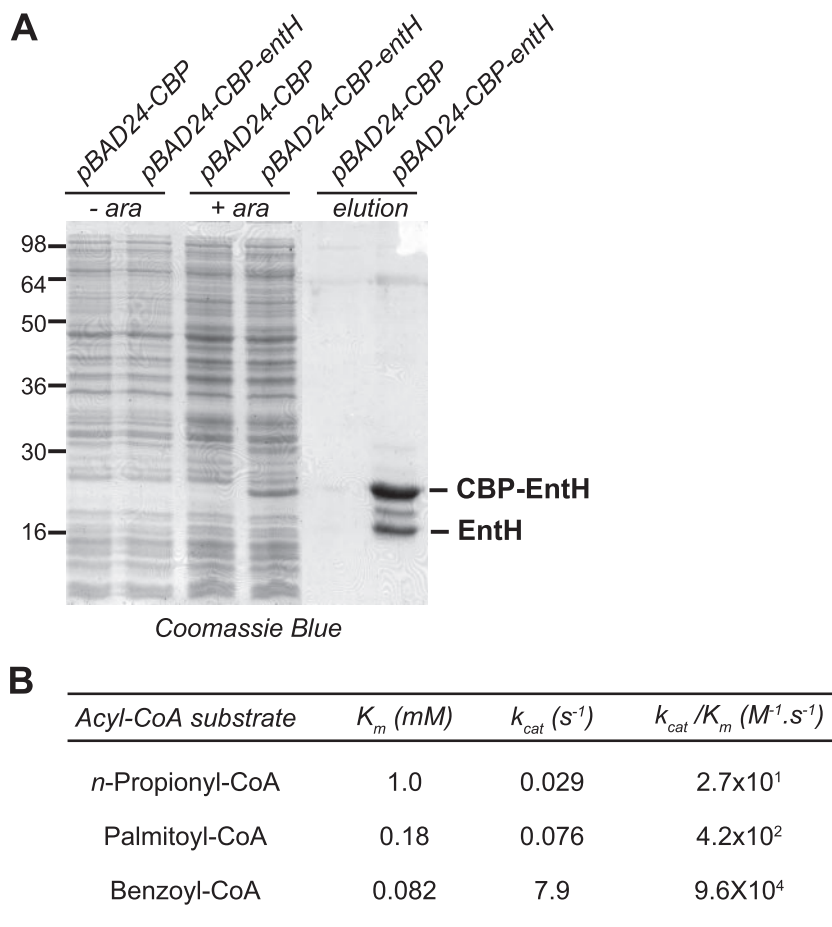 A
pBAD24-CBP
pBAD24-CBP-entH
pBAD24-CBP
pBAD24-CBP-entH
pBAD24-CBP
pBAD24-CBP-entH
- ara + ara elution
98
64
50
36
30
CBP-EntH
16
EntH
Coomassie Blue
B
Acyl-CoA substrate Km (mM) kcat (s-1) kcat /Km (M-1.s-1)
n-Propionyl-CoA 1.0 0.029 2.7x10¹
Palmitoyl-CoA 0.18 0.076 4.2x10²
Benzoyl-CoA 0.082 7.9 9.6X10⁴